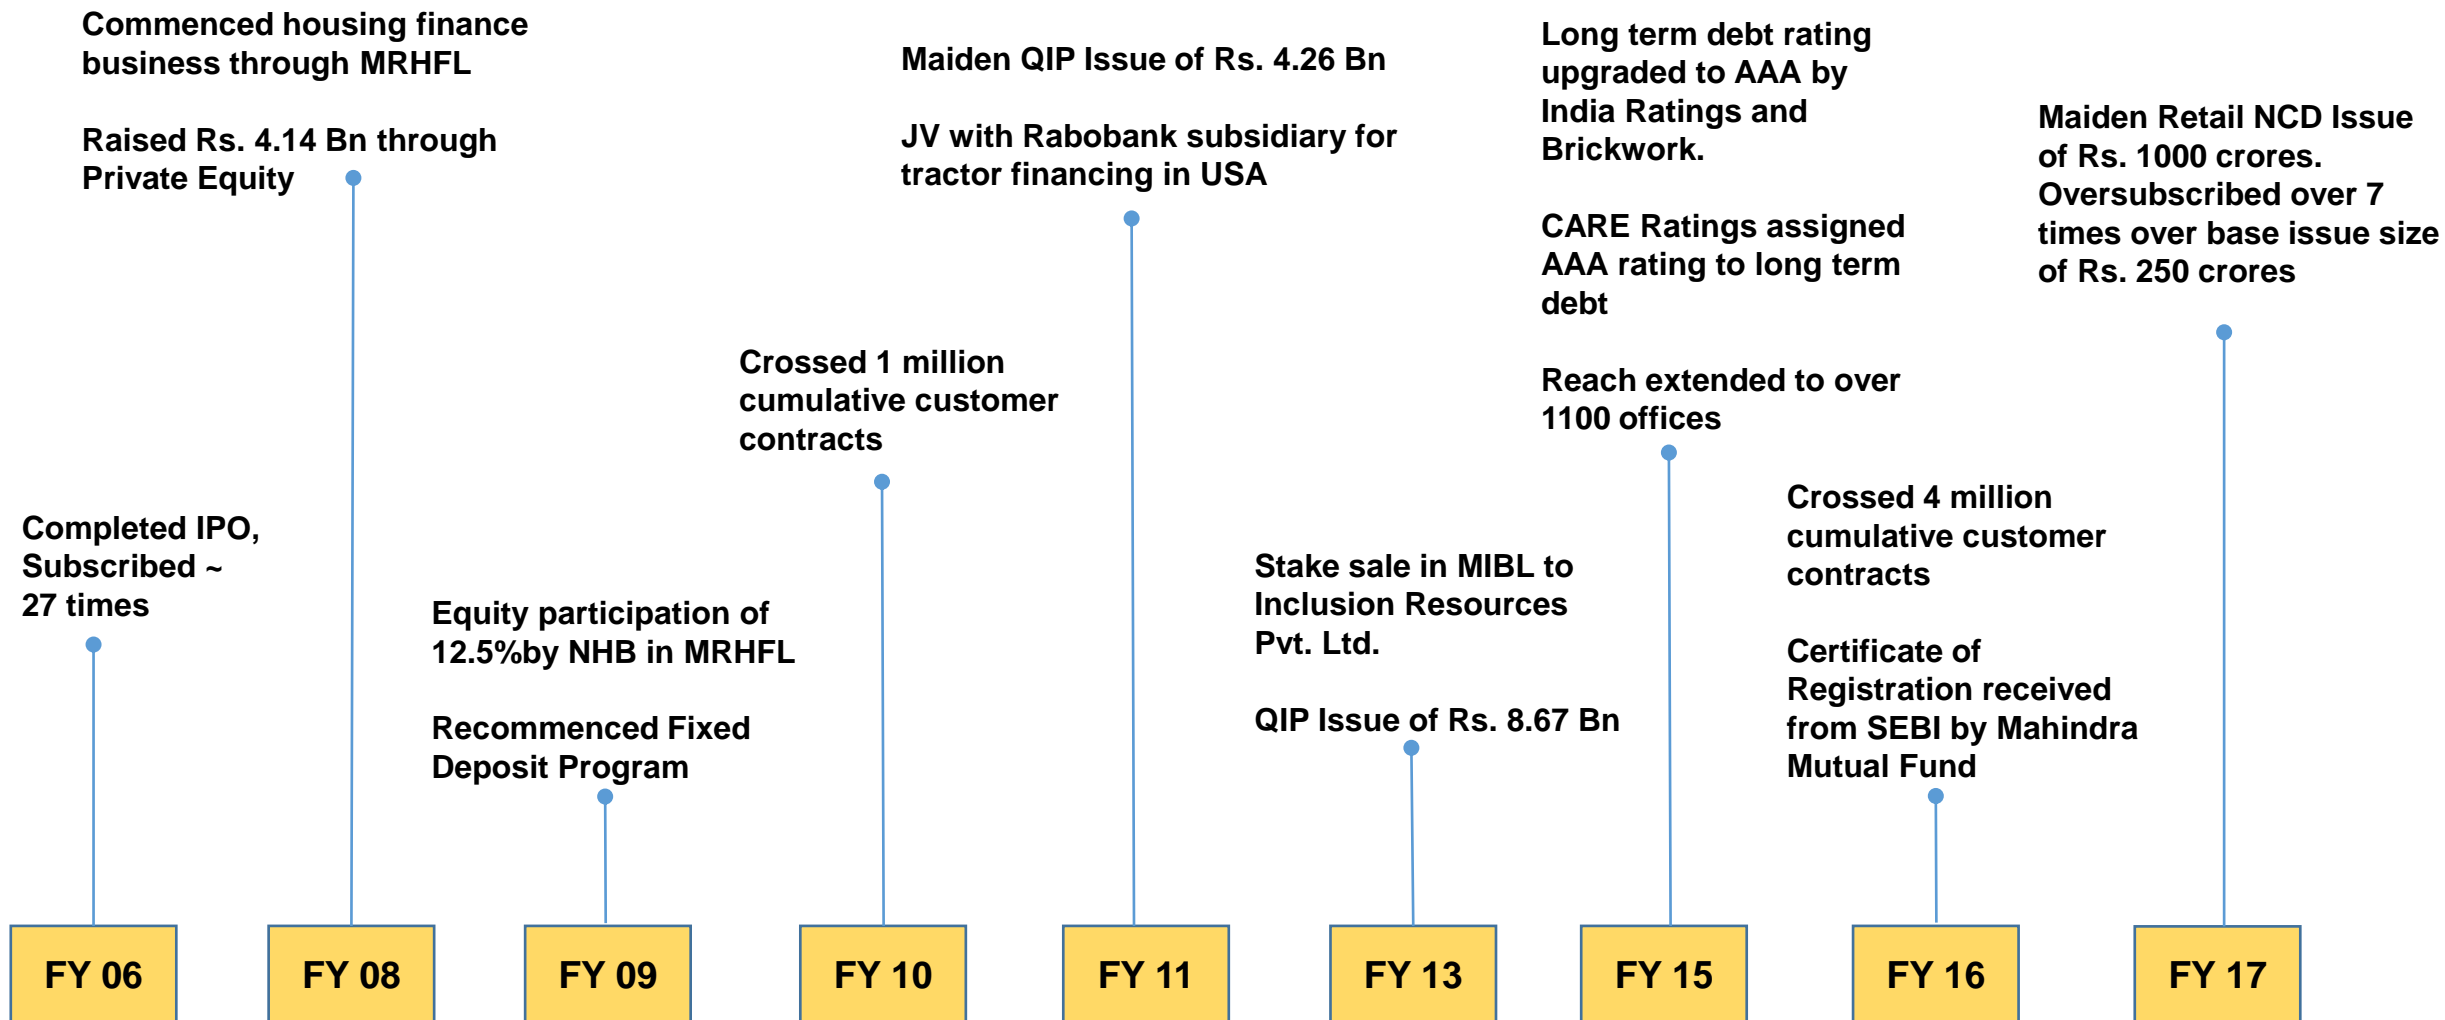 Completed IPO,
Subscribed ~
27 times
FY 06
Commenced housing finance
business through MRHFL
Raised Rs. 4.14 Bn through
Private Equity
FY 08
Equity participation of
12.5%by NHB in MRHFL
Recommenced Fixed
Deposit Program
FY 09
Crossed 1 million
cumulative customer
contracts
FY 10
Maiden QIP Issue of Rs. 4.26 Bn
JV with Rabobank subsidiary for
tractor financing in USA
FY 11
Stake sale in MIBL to
Inclusion Resources
Pvt. Ltd.
QIP Issue of Rs. 8.67 Bn
FY 13
Long term debt rating
upgraded to AAA by
India Ratings and
Brickwork.
CARE Ratings assigned
AAA rating to long term
debt
Reach extended to over
1100 offices
FY 15
Crossed 4 million
cumulative customer
contracts
Certificate of
Registration received
from SEBI by Mahindra
Mutual Fund
FY 16
Maiden Retail NCD Issue
of Rs. 1000 crores.
Oversubscribed over 7
times over base issue size
of Rs. 250 crores
FY 17